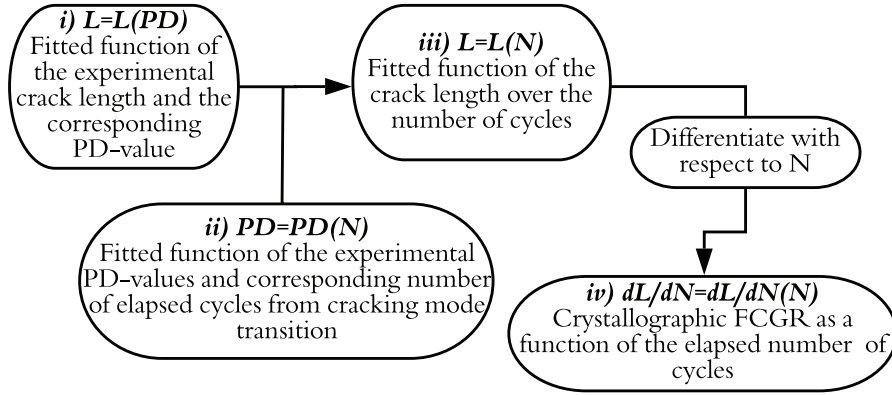 i) L=L(PD)
Fitted function of
the experimental
crack length and the
corresponding
PD-value
ii) PD=PD(N)
Fitted function of the experimental
PD-values and corresponding number
of elapsed cycles from cracking mode
transition
iii) L=L(N)
Fitted function of the
crack length over the
number of cycles
Differentiate with
respect to N
iv) dL/dN=dL/dN(N)
Crystallographic FCGR as a
function of the elapsed number of
cycles